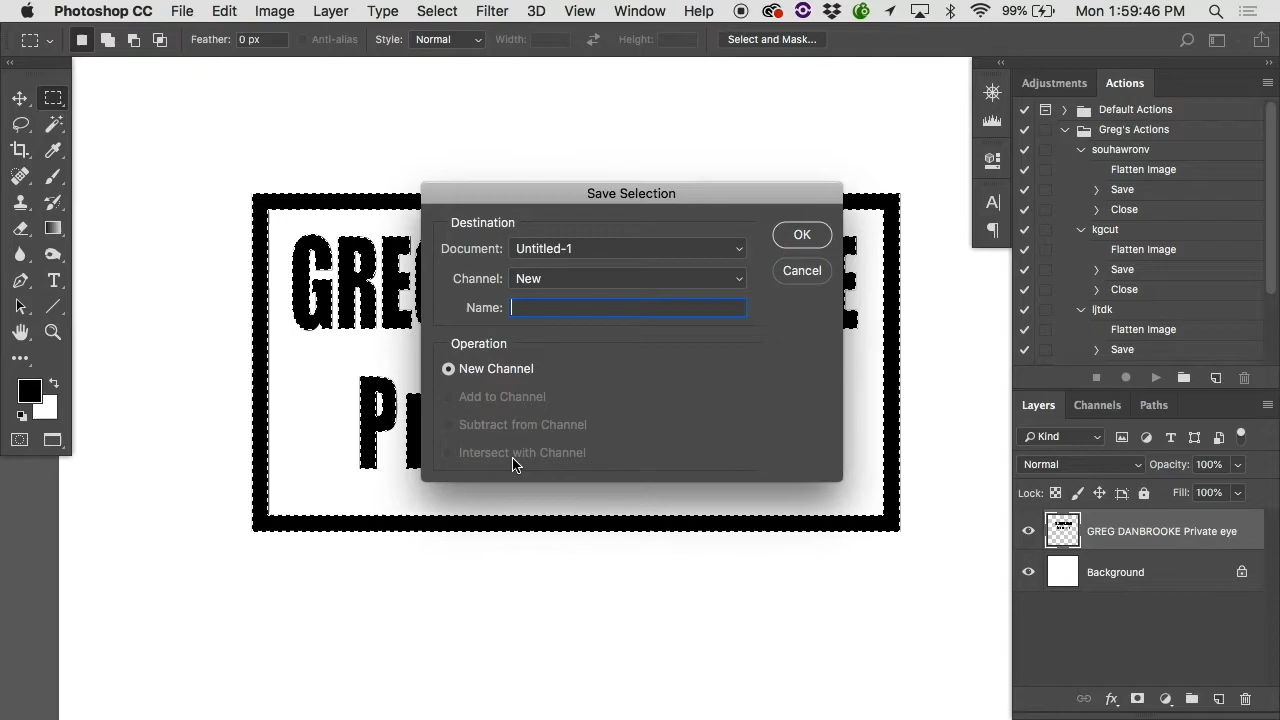 Photoshop CC File Edit Image Layer Type Select Filter 3D View Window Help 99% Mon 1:59:46 PM
Feather: 0 px Anti-alias Style: Normal Width: Height: Select and Mask...
Adjustments Actions
Default Actions
Greg's Actions
souhawronv
Flatten Image
Save
Close
kgcut
Flatten Image
Save
Close
ljtdk
Flatten Image
Save
Save Selection
Destination
Document: Untitled-1
Channel: New
Name:
OK
Cancel
Operation
New Channel
Add to Channel
Subtract from Channel
Intersect with Channel
Layers Channels Paths
Kind
Normal Opacity: 100%
Lock: Fill: 100%
GREG DANBROOKE Private eye
Background